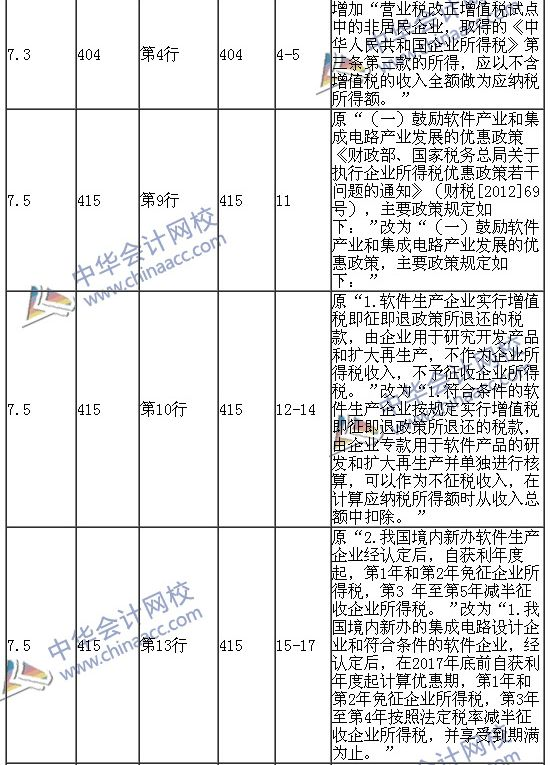 增加“营业税改正增值税试点
中的非居民企业，取得的《中
华人民共和国企业所得税》第
7.3 404 第4行 404 4-5
款的所得，应以不含
增值税的收入全额做为应纳税
所得额。”
原“（一）鼓励软件产业和集
成电路产业发展的优惠政策
《财政部、国家税务总局关于
执行企业所得税优惠政策若干
7.5 415 第9行 415 11
问题的通知》（财税[2012]69
号），主要政策规定如
下：”改为“（一）鼓励软件
产业和集成电路产业发展的优
惠政策，主要政策规定如
下：”
中华会计网校
www.chinaacc.com
原“1.软件生产企业实行增值
税即征即退政策所退还的税
款，由企业用于研究开发产品
和扩大再生产，不作为企业所
得税收入，不予征收企业所得
税。”改为“1.符合条件的软
7.5 415 第10行 415 12-14
件生产企业按规定实行增值税
即征即退政策所退还的税款，
由企业专款用于软件产品的研
发和扩大再生产并单独进行核
算，可以作为不征税收入，在
计算应纳税所得额时从收入总
额中扣除。”
原“2.我国境内新办软件生产
企业经认定后，自获利年度
起，第1年和第2年免征企业所
得税，第3 年至第5年减半征
收企业所得税。”改为“1.我
国境内新办的集成电路设计企
7.5 415 第13行 415 15-17
业和符合条件的软件企业，经
认定后，在2017年底前自获利
年度起计算优惠期，第1年和
第2年免征企业所得税，第3年
至第4年按照法定税率减半征
收企业所得税，并享受到期满
为止。”
中华会计网校
www.chinaacc.com